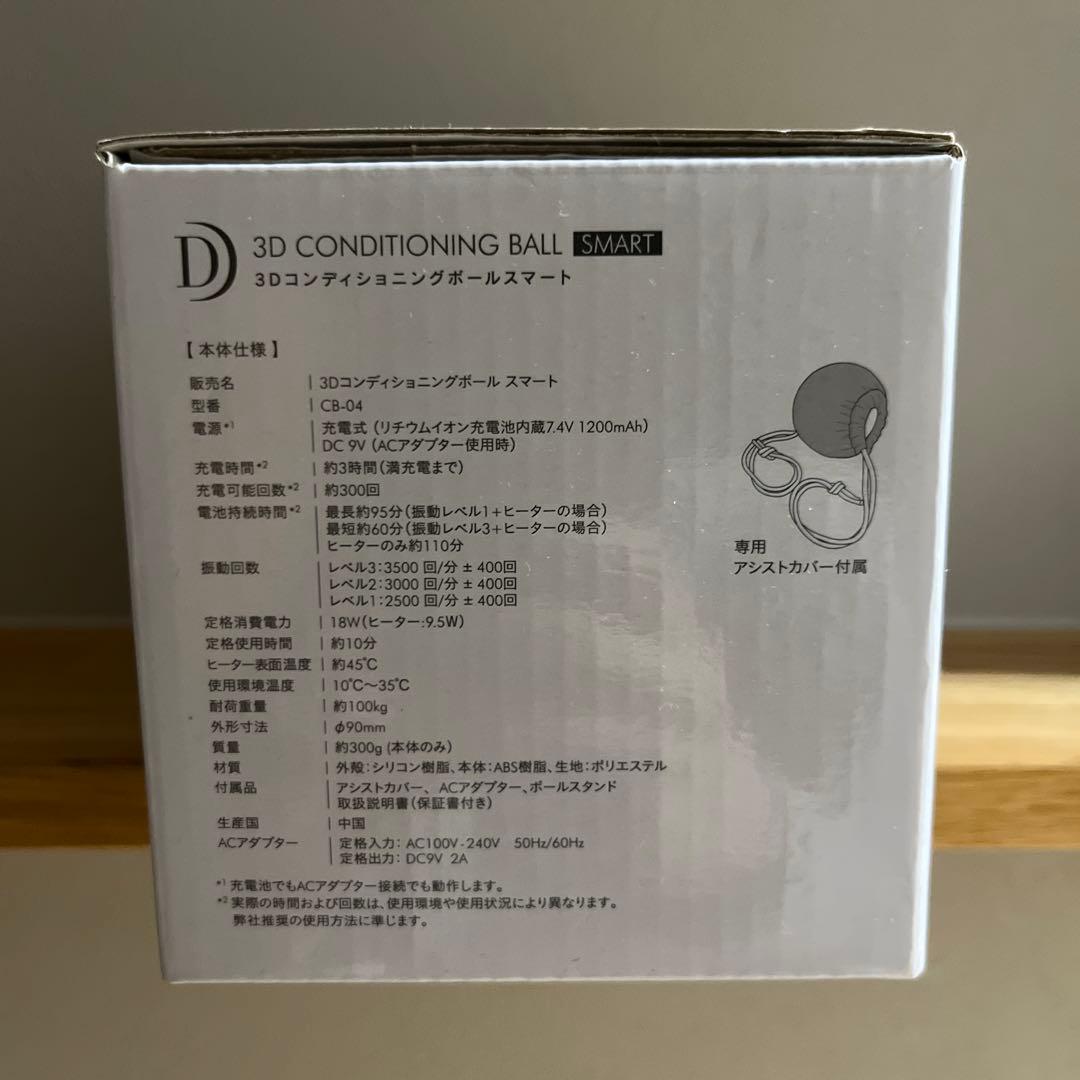 3D CONDITIONING BALL SMART
3Dコンディショニングボールスマート
【本体仕様】
販売名 | 3Dコンディショニングボール スマート
型番 | CB-04
電源*1 | 充電式(リチウムイオン充電池内蔵7.4V 1200mAh)
DC 9V(ACアダプター使用時)
充電時間*2 | 約3時間(満充電まで)
充電可能回数*2 | 約300回
電池持続時間*2 | 最長約95分(振動レベル1+ヒーターの場合)
最短約60分(振動レベル3+ヒーターの場合)
ヒーターのみ約110分
振動回数 | レベル3:3500 回/分 ± 400回
レベル2:3000 回/分 ± 400回
レベル1:2500 回/分 ± 400回
定格消費電力 | 18W(ヒーター:9.5W)
定格使用時間 | 約10分
ヒーター表面温度 | 約45℃
使用環境温度 | 10℃〜35℃
耐荷重量 | 約100kg
外形寸法 | φ90mm
質量 | 約300g (本体のみ)
材質 | 外殻:シリコン樹脂、本体:ABS樹脂、生地:ポリエステル
付属品 | アシストカバー、ACアダプター、ボールスタンド
取扱説明書(保証書付き)
生産国 | 中国
ACアダプター | 定格入力: AC100V-240V 50Hz/60Hz
定格出力: DC9V 2A
*1 充電池でもACアダプター接続でも動作します。
*2 実際の時間および回数は、使用環境や使用状況により異なります。
弊社推奨の使用方法に準じます。
専用
アシストカバー付属